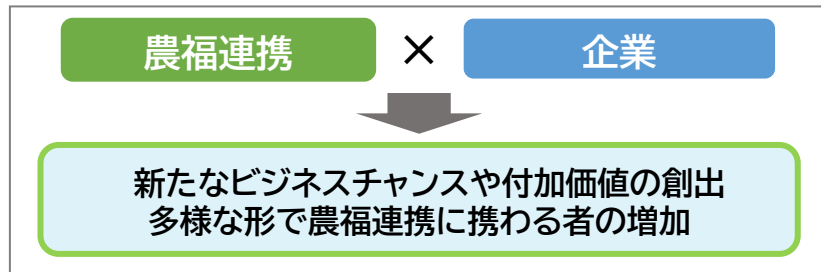 農福連携 × 企業
新たなビジネスチャンスや付加価値の創出
多様な形で農福連携に携わる者の増加